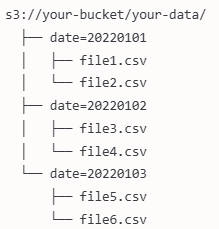 s3://your-bucket/your-data/
├── date=20220101
│   ├── file1.csv
│   └── file2.csv
├── date=20220102
│   ├── file3.csv
│   └── file4.csv
└── date=20220103
    ├── file5.csv
    └── file6.csv